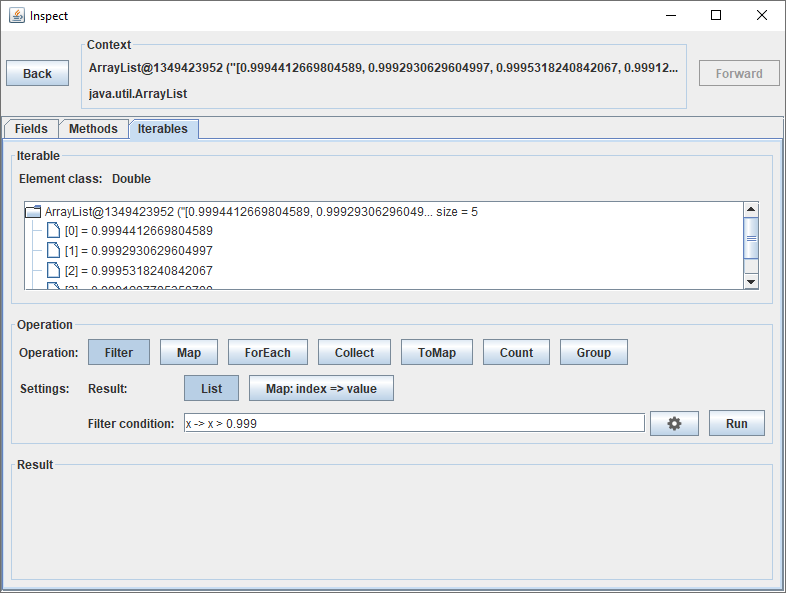 Inspect
Context
Back
ArrayList@1349423952 ("[0.9994412669804589, 0.9992930629604997, 0.9995318240842067, 0.99912...
Forward
java.util.ArrayList
Fields Methods Iterables
Iterable
Element class: Double
ArrayList@1349423952 ("[0.9994412669804589, 0.99929306296049... size = 5
[0] = 0.9994412669804589
[1] = 0.9992930629604997
[2] = 0.9995318240842067
Operation
Operation: Filter Map ForEach Collect ToMap Count Group
Settings: Result: List Map: index => value
Filter condition: x -> x > 0.999 Run
Result